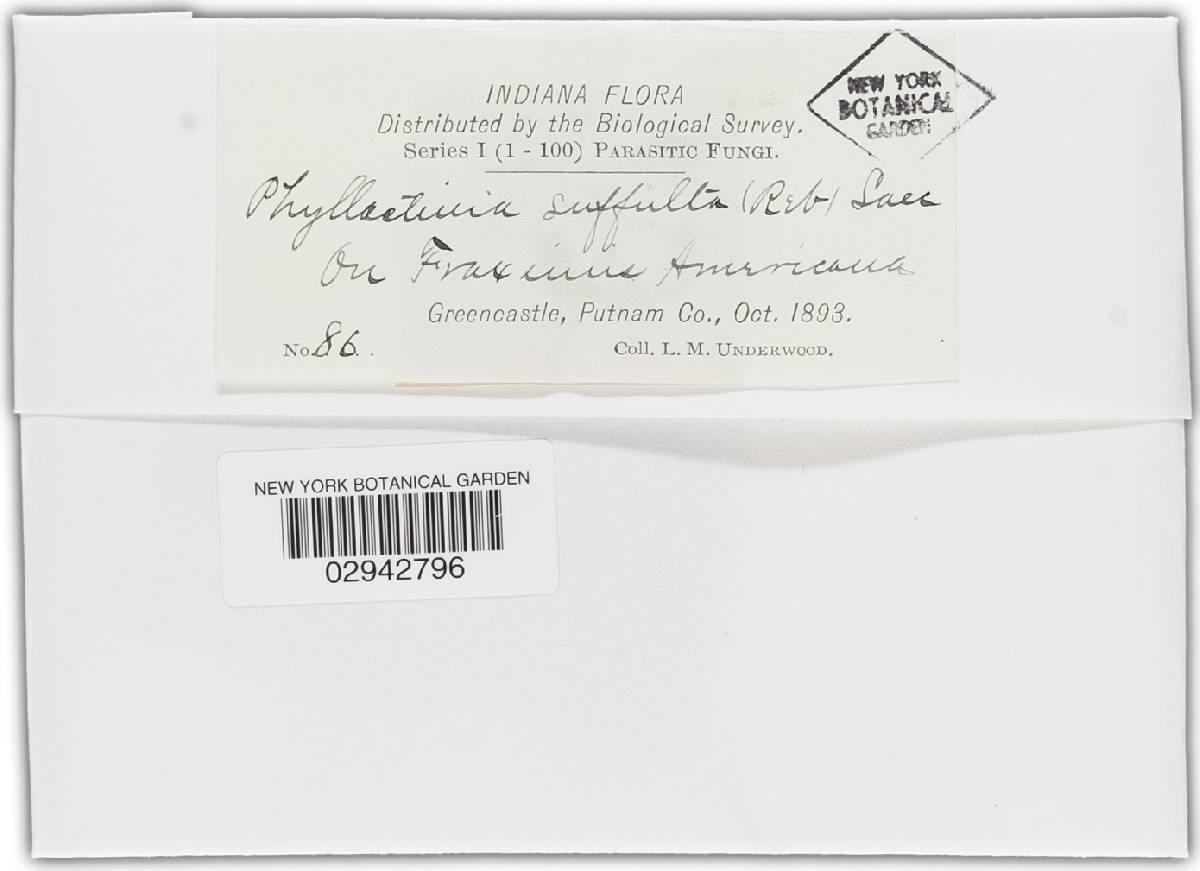 INDIANA FLORA
Distributed by the Biological Survey.
Series I (1 - 100) PARASITIC FUNGI.
Phyllactinia suffulta (Reb) Sacc
On Fraxinus Americana
Greencastle, Putnam Co., Oct. 1893.
No. 86.
Coll. L. M. UNDERWOOD.
NEW YORK
BOTANICAL
GARDEN
NEW YORK BOTANICAL GARDEN
02942796